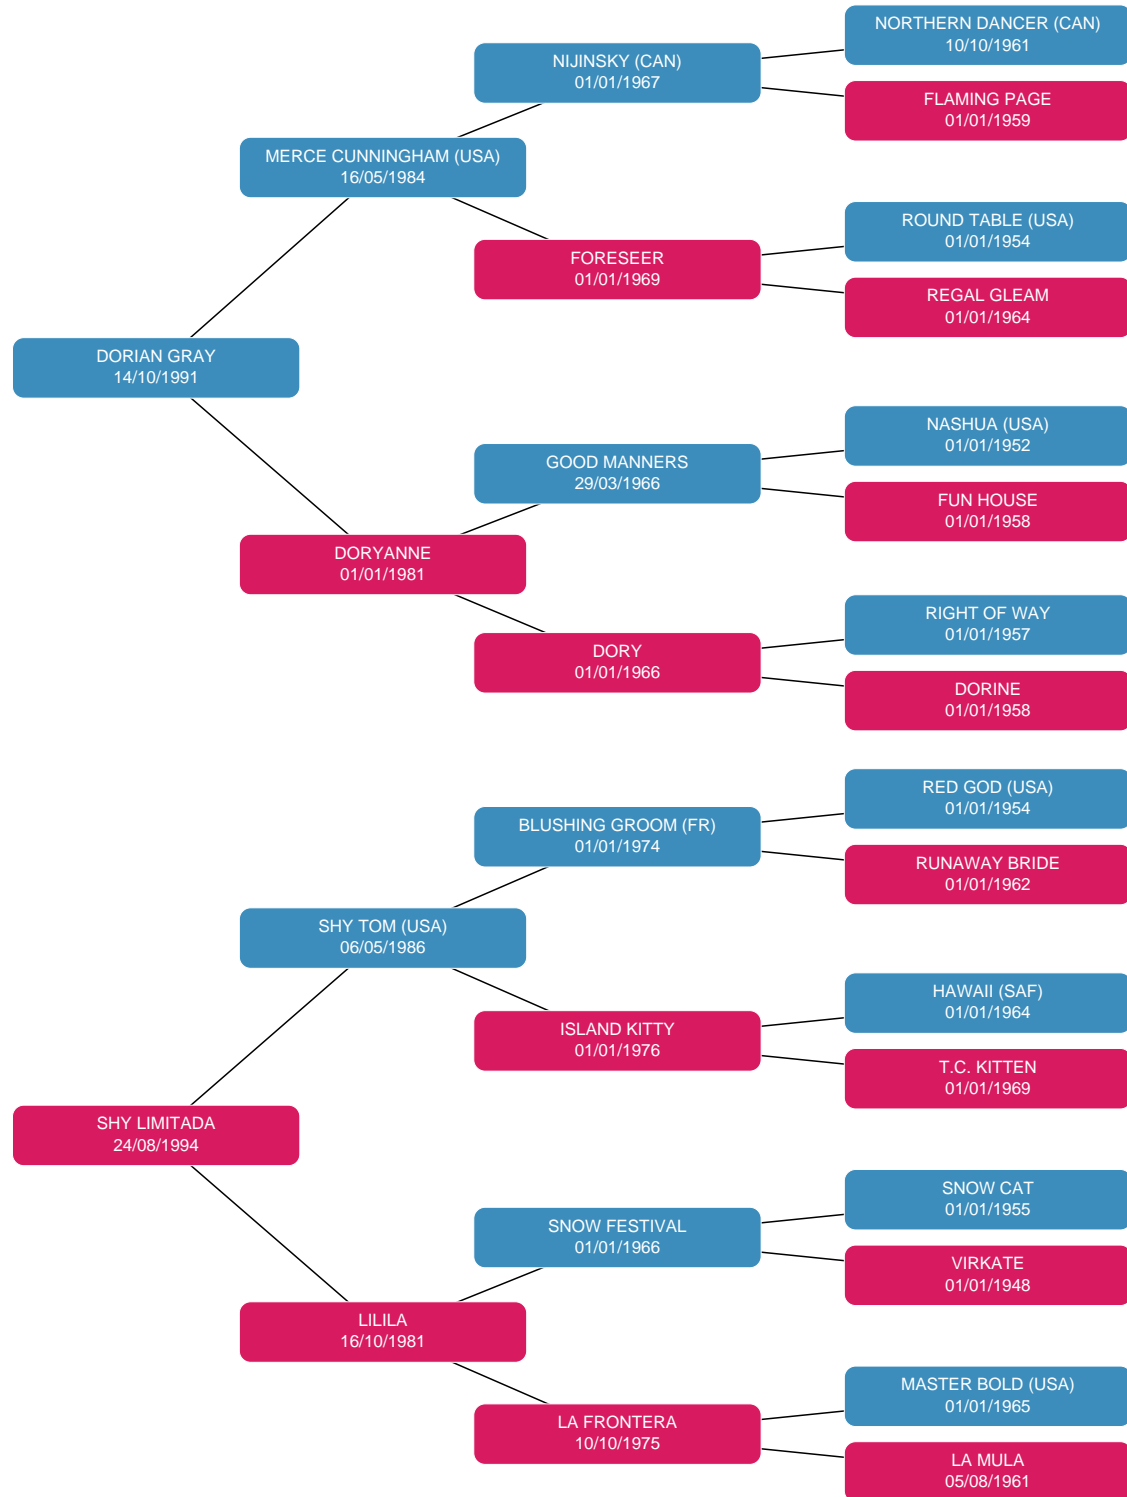 NORTHERN DANCER (CAN)
10/10/1961
NIJINSKY (CAN)
01/01/1967
FLAMING PAGE
01/01/1959
MERCE CUNNINGHAM (USA)
16/05/1984
ROUND TABLE (USA)
01/01/1954
FORESEER
01/01/1969
REGAL GLEAM
01/01/1964
DORIAN GRAY
14/10/1991
NASHUA (USA)
01/01/1952
GOOD MANNERS
29/03/1966
FUN HOUSE
01/01/1958
DORYANNE
01/01/1981
RIGHT OF WAY
01/01/1957
DORY
01/01/1966
DORINE
01/01/1958
RED GOD (USA)
01/01/1954
BLUSHING GROOM (FR)
01/01/1974
RUNAWAY BRIDE
01/01/1962
SHY TOM (USA)
06/05/1986
HAWAII (SAF)
01/01/1964
ISLAND KITTY
01/01/1976
T.C. KITTEN
01/01/1969
SHY LIMITADA
24/08/1994
SNOW CAT
01/01/1955
SNOW FESTIVAL
01/01/1966
VIRKATE
01/01/1948
LILILA
16/10/1981
MASTER BOLD (USA)
01/01/1965
LA FRONTERA
10/10/1975
LA MULA
05/08/1961